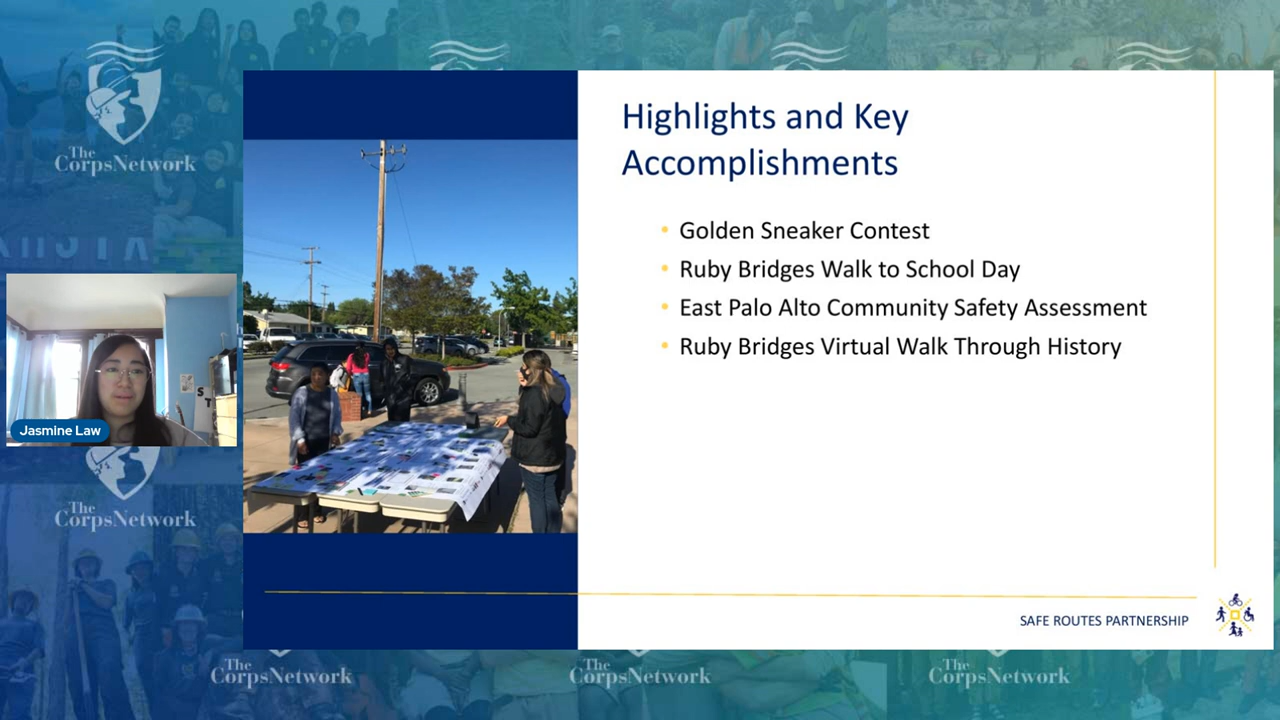 The
CorpsNetwork
Highlights and Key
Accomplishments
• Golden Sneaker Contest
• Ruby Bridges Walk to School Day
• East Palo Alto Community Safety Assessment
• Ruby Bridges Virtual Walk Through History
S
T
Jasmine Law
The
CorpsNetwork
SAFE ROUTES PARTNERSHIP
The
CorpsNetwork
The
CorpsNetwork
The
CorpsNetwork